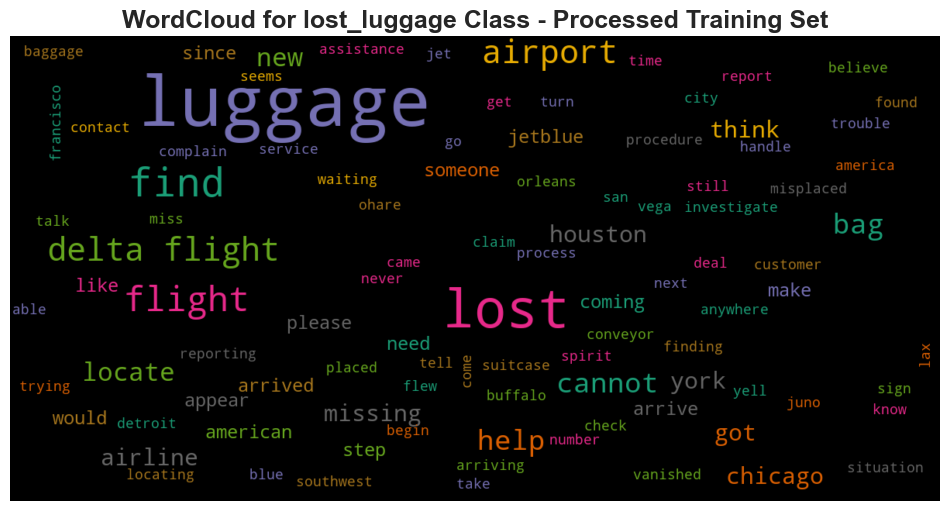 WordCloud for lost_luggage Class - Processed Training Set
baggage
since
new
assistance
jet
airport
time
believe
seems
report
luggage
get
turn
city
found
francisco
contact
jetblue
procedure
think
trouble
complain
service
go
handle
find
waiting
someone
orleans
still
misplaced
america
ohare
san
vega
investigate
talk
miss
bag
delta flight
claim
houston
process
came
deal
customer
like
never
next
make
able
flight
lost
coming
anywhere
please
conveyor
reporting
need
finding
lax
locate
placed
tell
come
suitcase
spirit
trying
arrived
flew
cannot
york
yell
sign
appear
buffalo
juno
would
missing
arrive
know
detroit
american
begin
help
number
check
got
airline
step
locating
blue
southwest
arriving
take
vanished
chicago
situation